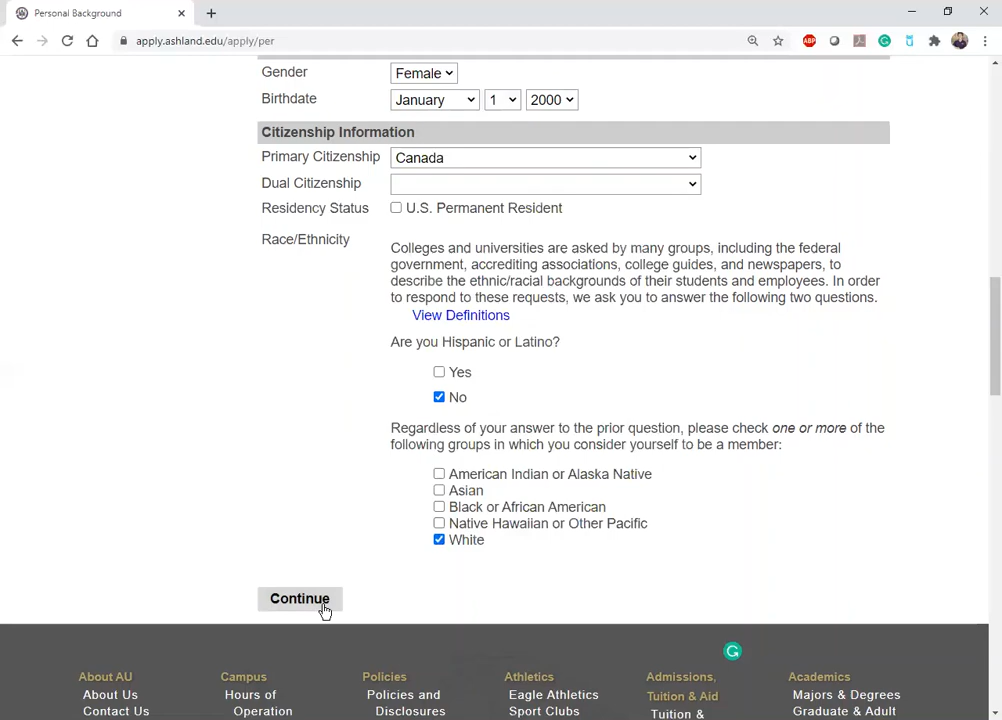 Personal Background
apply.ashland.edu/apply/per
ABP
Gender Female
Birthdate January 1 2000
Citizenship Information
Primary Citizenship Canada
Dual Citizenship
Residency Status U.S. Permanent Resident
Race/Ethnicity
Colleges and universities are asked by many groups, including the federal
government, accrediting associations, college guides, and newspapers, to
describe the ethnic/racial backgrounds of their students and employees. In order
to respond to these requests, we ask you to answer the following two questions.
View Definitions
Are you Hispanic or Latino?
Yes
No
Regardless of your answer to the prior question, please check one or more of the
following groups in which you consider yourself to be a member:
American Indian or Alaska Native
Asian
Black or African American
Native Hawaiian or Other Pacific
White
Continue
About AU
About Us
Contact Us
Campus
Hours of
Operation
Policies
Policies and
Disclosures
Athletics
Eagle Athletics
Sport Clubs
Admissions,
Tuition & Aid
Tuition &
Academics
Majors & Degrees
Graduate & Adult